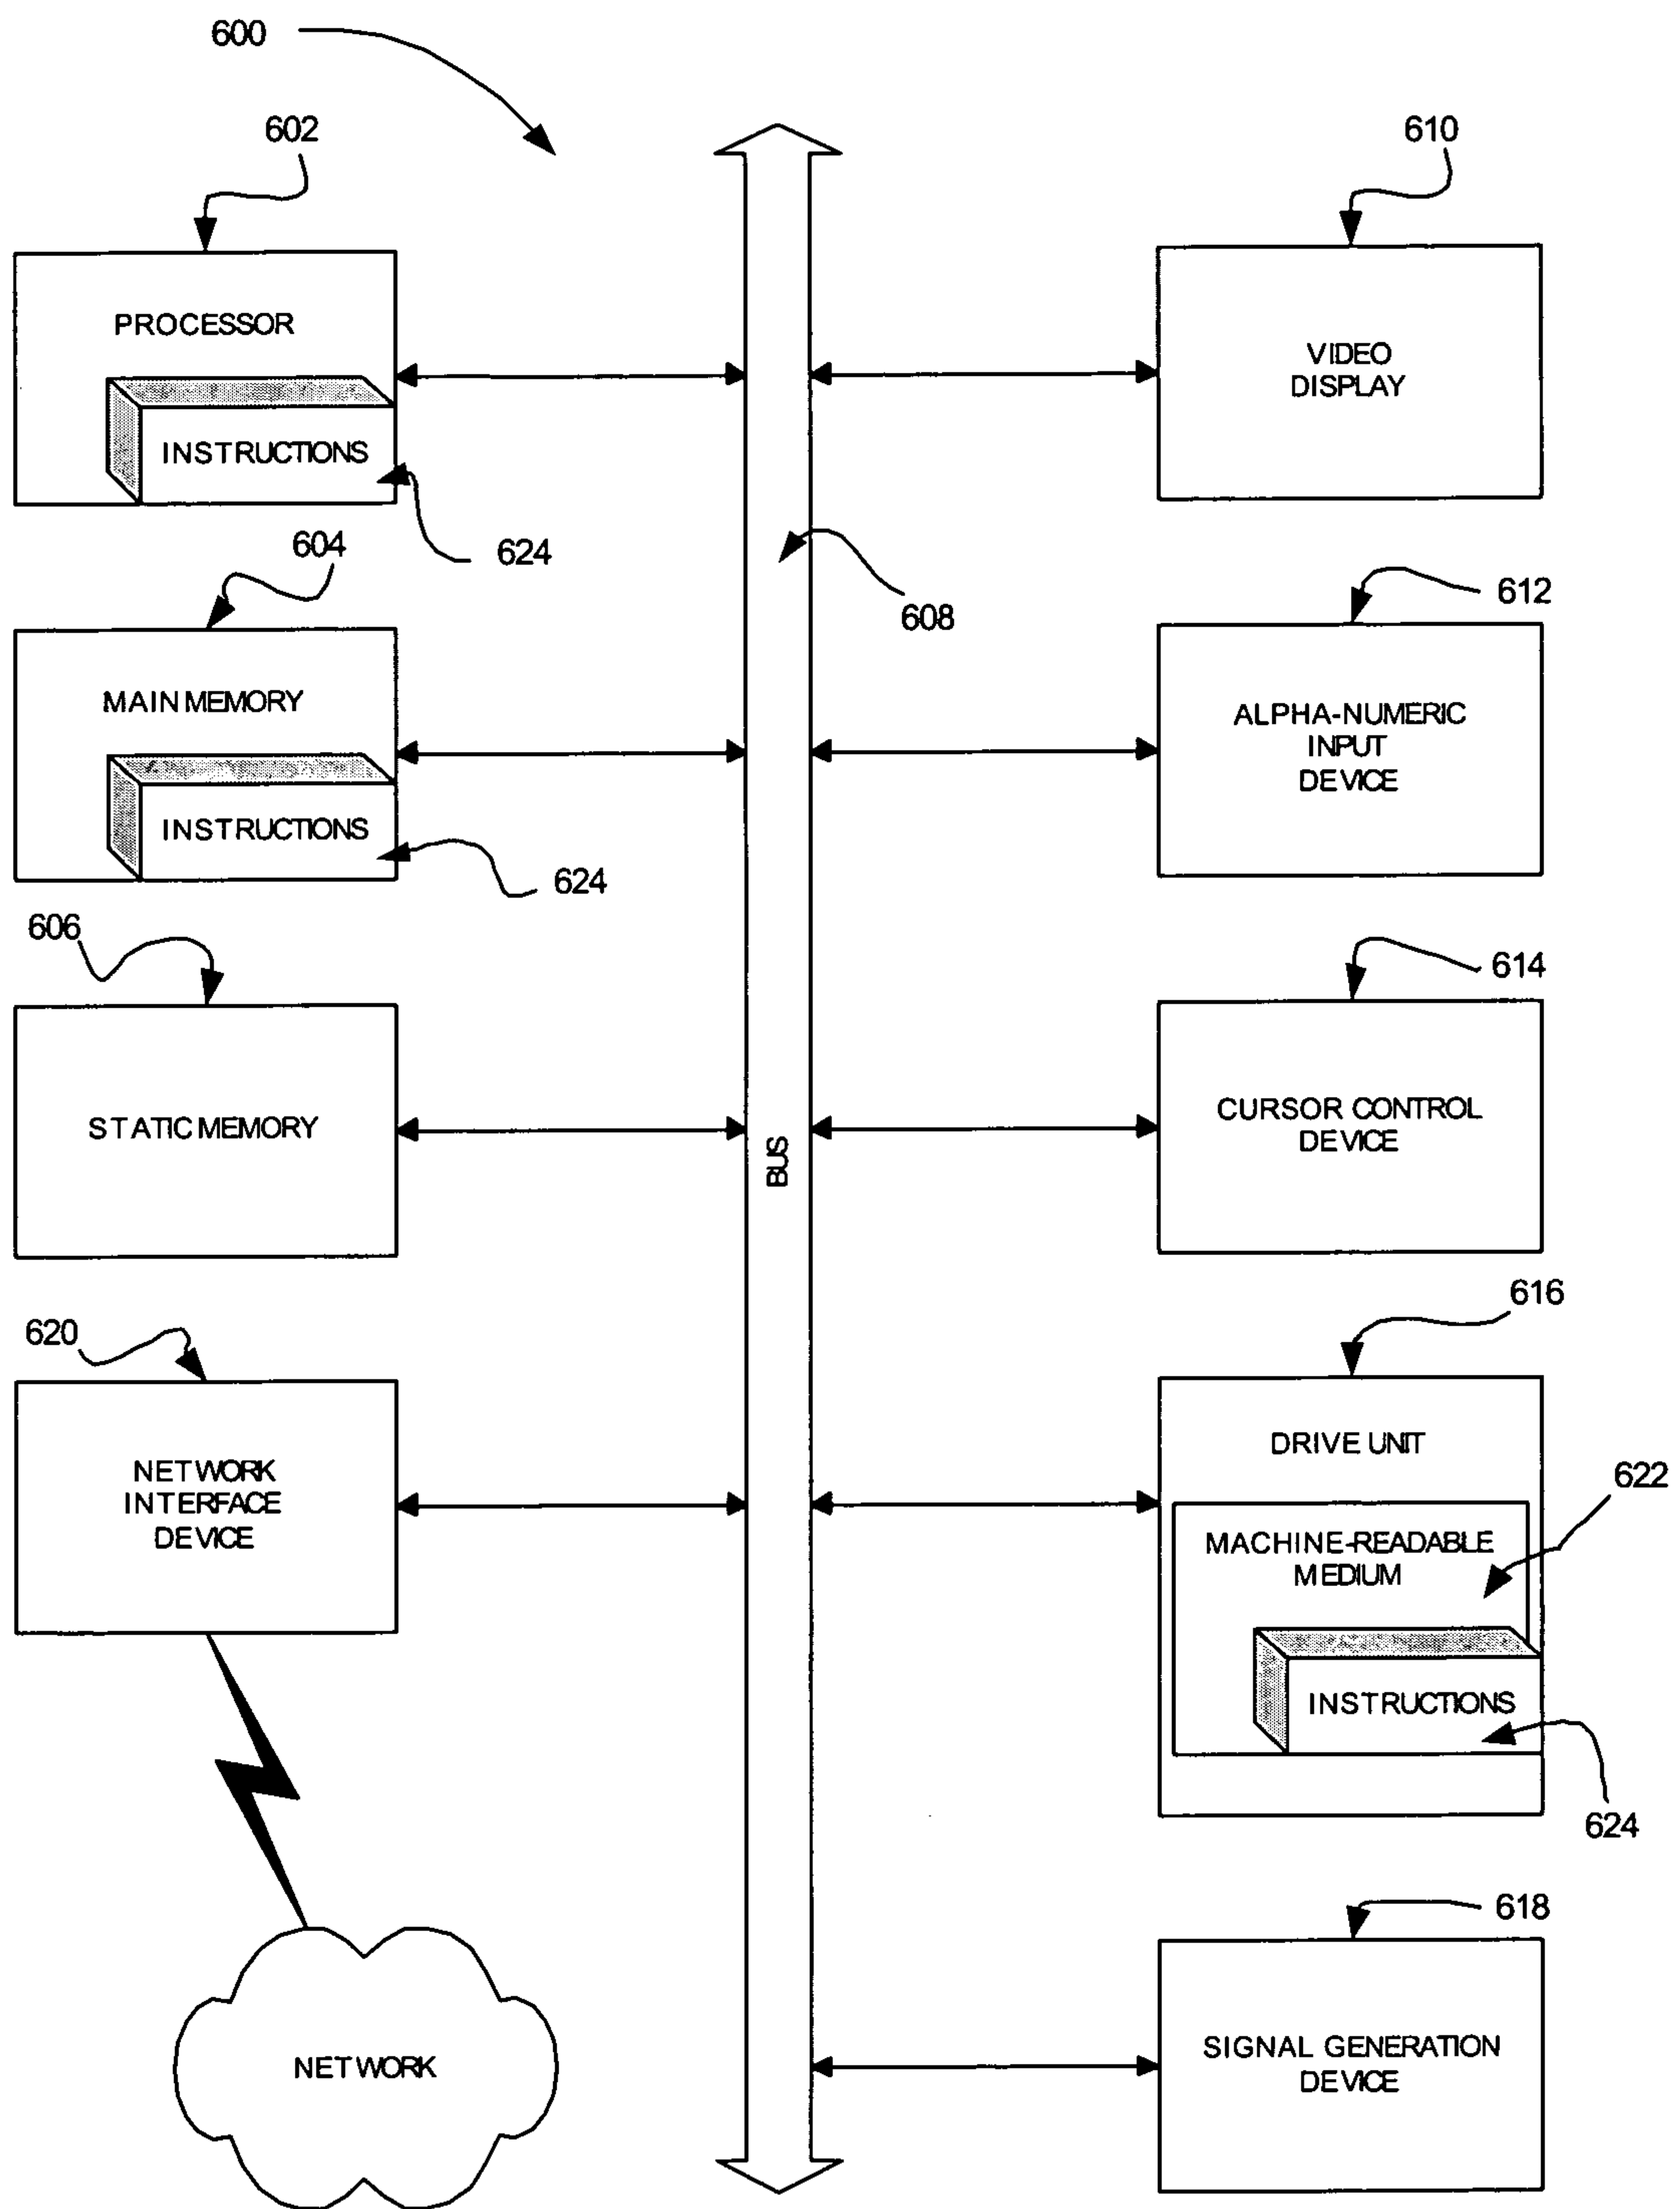 600
602
610
PROCESSOR
INSTRUCTIONS
624
VIDEO
DISPLAY
604
608
612
MAIN MEMORY
INSTRUCTIONS
624
ALPHA-NUMERIC
INPUT
DEVICE
606
614
STATIC MEMORY
BUS
CURSOR CONTROL
DEVICE
620
616
NETWORK
INTERFACE
DEVICE
DRIVE UNIT
622
MACHINE-READABLE
MEDIUM
INSTRUCTIONS
624
618
NETWORK
SIGNAL GENERATION
DEVICE